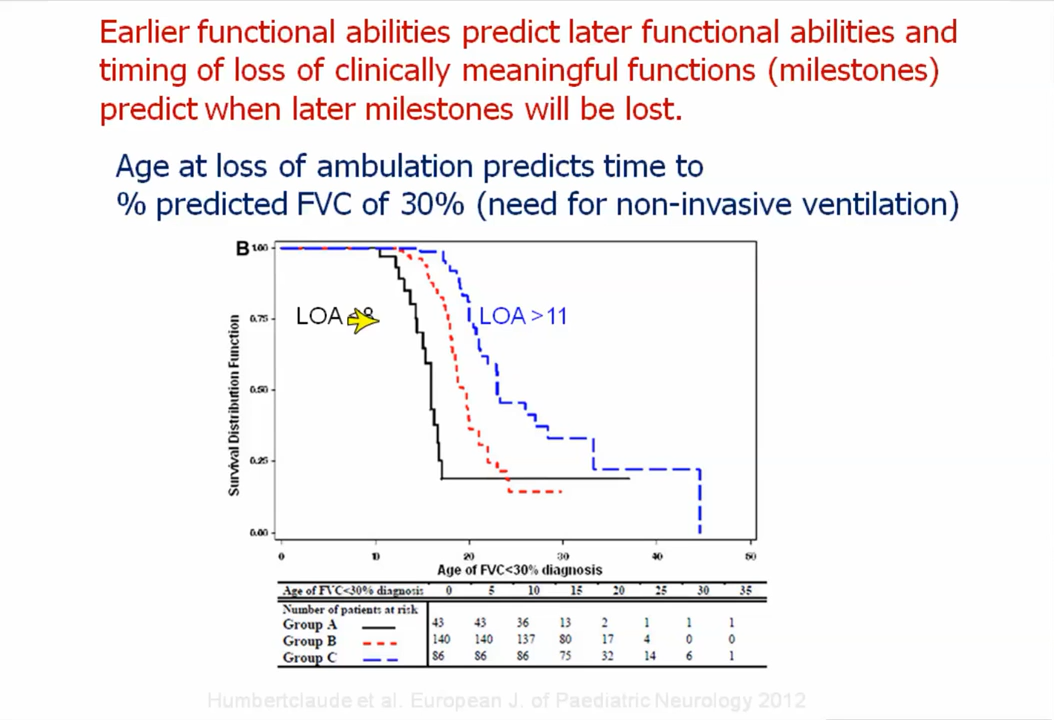 Earlier functional abilities predict later functional abilities and
timing of loss of clinically meaningful functions (milestones)
predict when later milestones will be lost.
Age at loss of ambulation predicts time to
% predicted FVC of 30% (need for non-invasive ventilation)
B
1.00
LOA 8
LOA >11
0.75
0.50
0.25
0.00
Survival Distribution Function
0 10 20 30 40 50
Age of FVC<30% diagnosis
Age of FVC<30% diagnosis 0 5 10 15 20 25 30 35
Number of patients at risk
Group A 43 43 36 13 2 1 1 1
Group B 140 140 137 80 17 4 0 0
Group C 86 86 86 75 32 14 6 1
Humbertclaude et al. European J. of Paediatric Neurology 2012